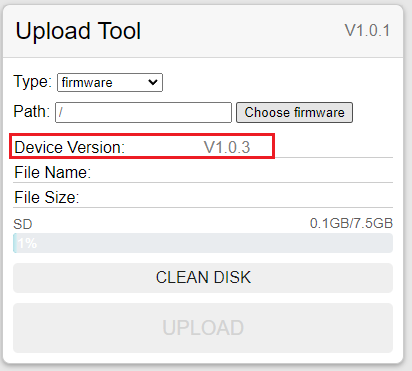 Upload Tool V1.0.1
Type: firmware
Path: / Choose firmware
Device Version: V1.0.3
File Name:
File Size:
SD 0.1GB/7.5GB
1%
CLEAN DISK
UPLOAD